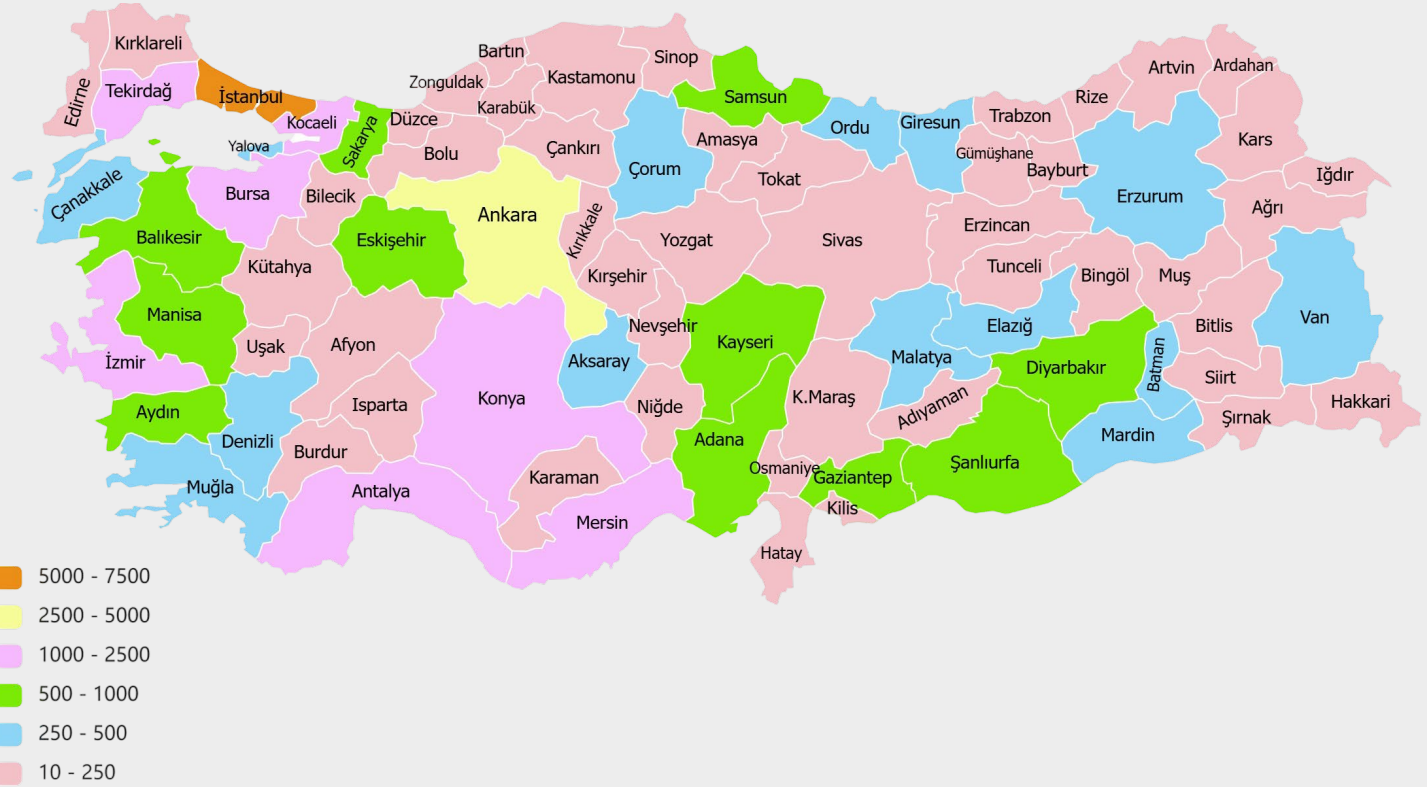 Kırklareli
Edirne
Tekirdağ
İstanbul
Kocaeli
Yalova
Sakarya
Düzce
Zonguldak
Bartın
Karabük
Kastamonu
Sinop
Samsun
Bolu
Çankırı
Çorum
Amasya
Tokat
Ordu
Giresun
Trabzon
Gümüşhane
Bayburt
Rize
Artvin
Ardahan
Kars
Iğdır
Ağrı
Erzurum
Erzincan
Çanakkale
Balıkesir
Bursa
Bilecik
Eskişehir
Ankara
Kırıkkale
Kırşehir
Yozgat
Sivas
Tunceli
Bingöl
Muş
Bitlis
Van
Kütahya
Manisa
İzmir
Uşak
Afyon
Aydın
Denizli
Muğla
Isparta
Burdur
Antalya
Konya
Aksaray
Nevşehir
Niğde
Kayseri
Karaman
Mersin
Adana
Osmaniye
K.Maraş
Malatya
Elazığ
Adıyaman
Diyarbakır
Batman
Siirt
Şırnak
Hakkari
Mardin
Şanlıurfa
Gaziantep
Kilis
Hatay
5000 - 7500
2500 - 5000
1000 - 2500
500 - 1000
250 - 500
10 - 250